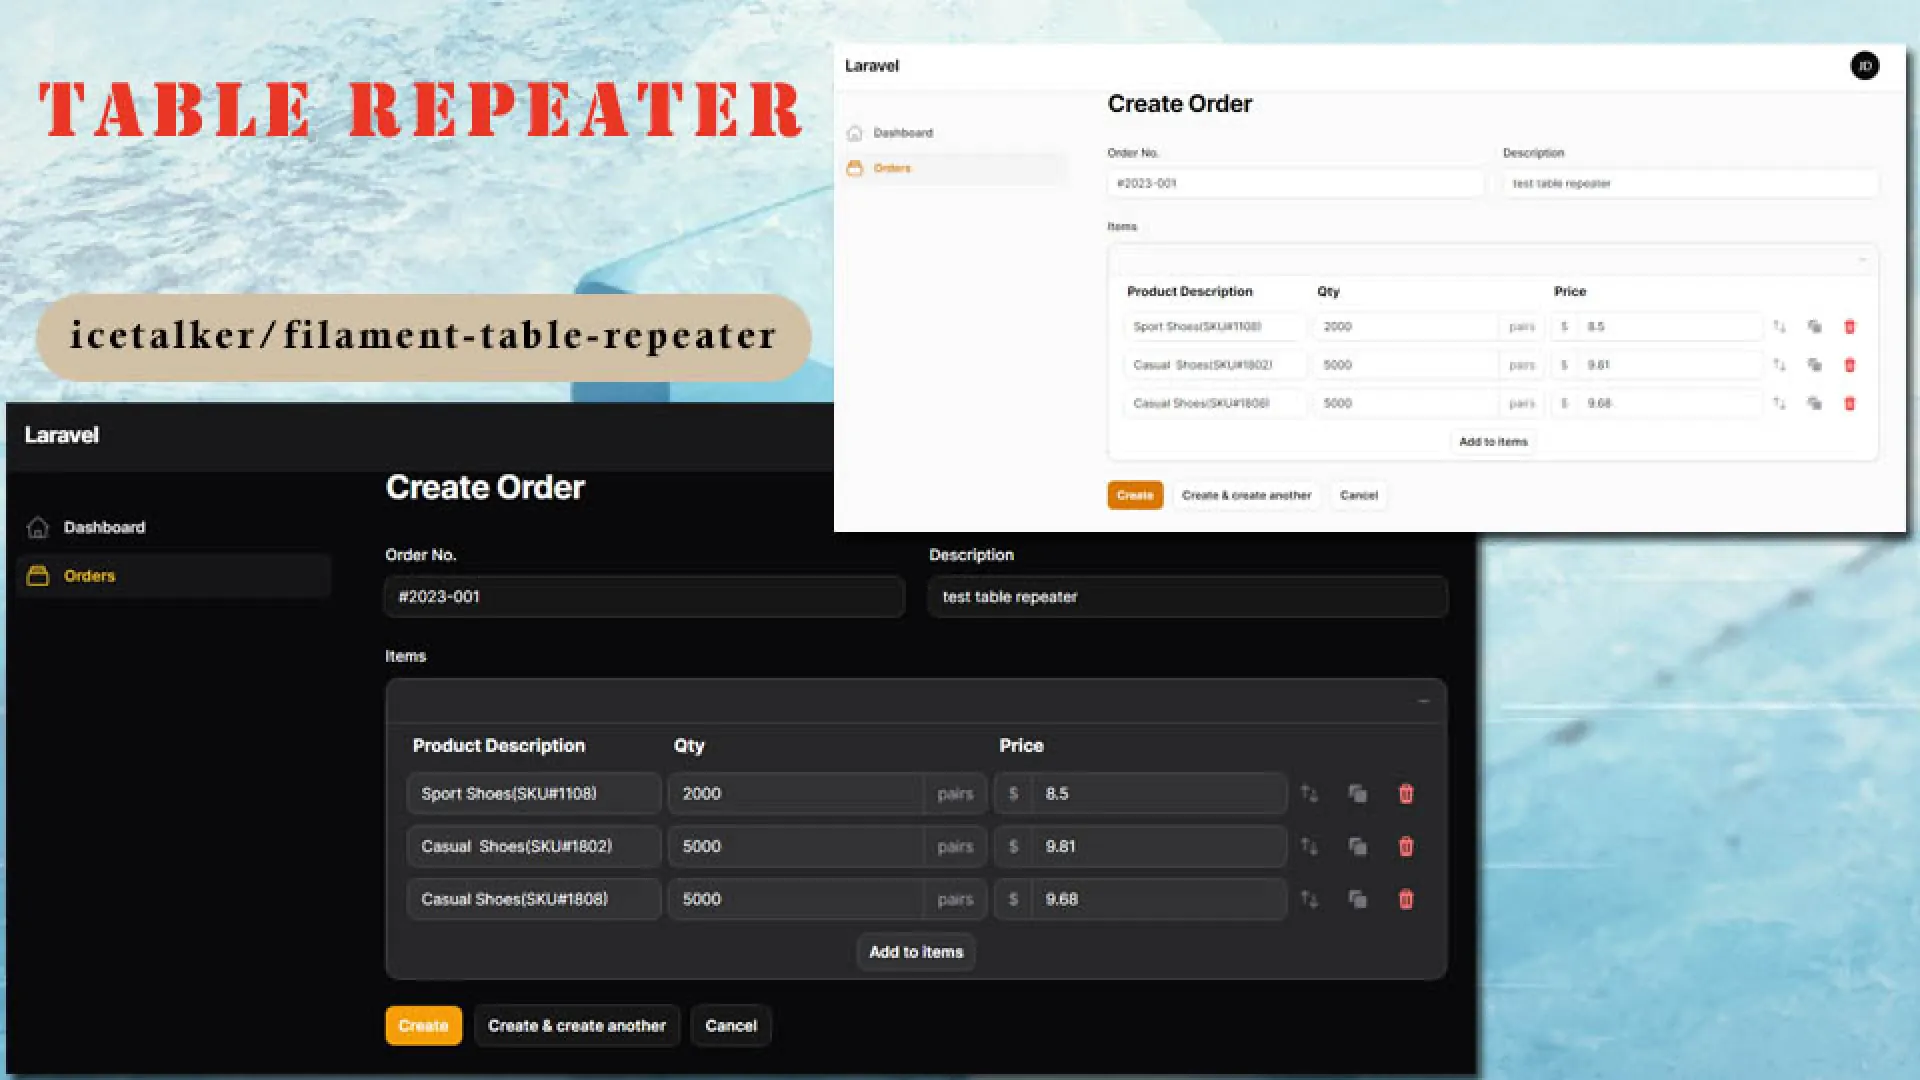 TABLE REPEATER
icetalker/filament-table-repeater
Laravel
JD
Dashboard
Orders
Create Order
Order No.
Description
#2023-001
test table repeater
Items
Product Description
Qty
Price
Sport Shoes(SKU#1108)
2000
pairs
$
8.5
Casual  Shoes(SKU#1802)
5000
pairs
$
9.81
Casual Shoes(SKU#1808)
5000
pairs
$
9.68
Add to items
Create
Create & create another
Cancel
Laravel
Dashboard
Orders
Create Order
Order No.
Description
#2023-001
test table repeater
Items
Product Description
Qty
Price
Sport Shoes(SKU#1108)
2000
pairs
$
8.5
Casual  Shoes(SKU#1802)
5000
pairs
$
9.81
Casual Shoes(SKU#1808)
5000
pairs
$
9.68
Add to items
Create
Create & create another
Cancel